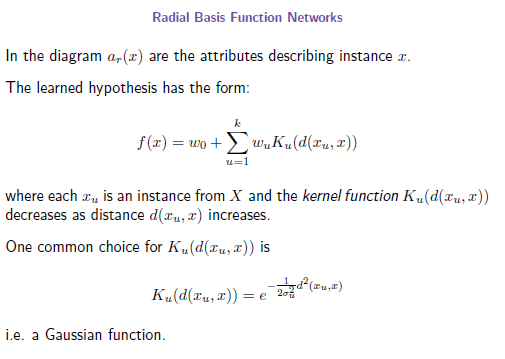 Radial Basis Function Networks
In the diagram a_r(x) are the attributes describing instance x.
The learned hypothesis has the form:
f(x) = w_0 + \sum_{u=1}^{k} w_u K_u(d(x_u, x))
where each x_u is an instance from X and the kernel function K_u(d(x_u, x))
decreases as distance d(x_u, x) increases.
One common choice for K_u(d(x_u, x)) is
K_u(d(x_u, x)) = e^{-\frac{1}{2\sigma_u^2} d^2(x_u, x)}
i.e. a Gaussian function.